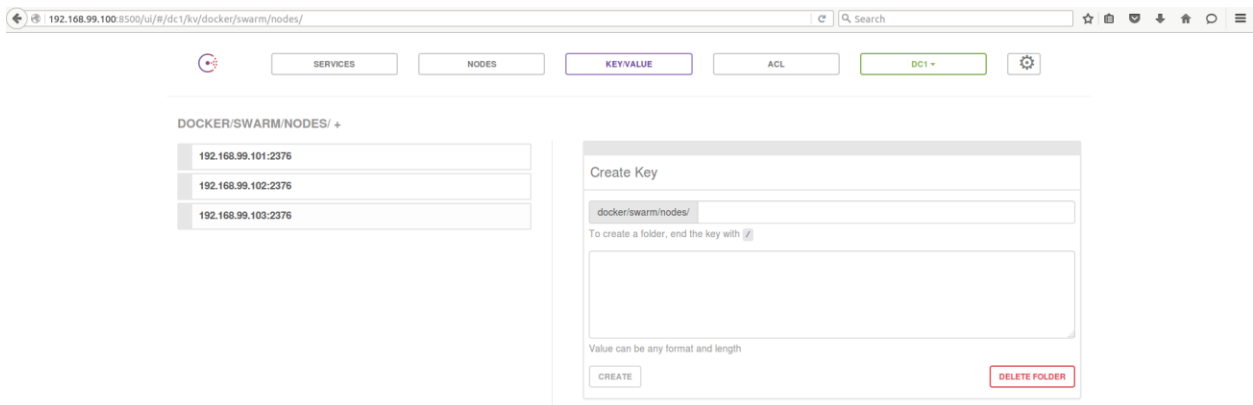 192.168.99.100:8500/ui/#/dc1/kv/docker/swarm/nodes/
Search
SERVICES
NODES
KEY/VALUE
ACL
DC1
DOCKER/SWARM/NODES/ +
192.168.99.101:2376
192.168.99.102:2376
192.168.99.103:2376
Create Key
docker/swarm/nodes/
To create a folder, end the key with /
Value can be any format and length
CREATE
DELETE FOLDER